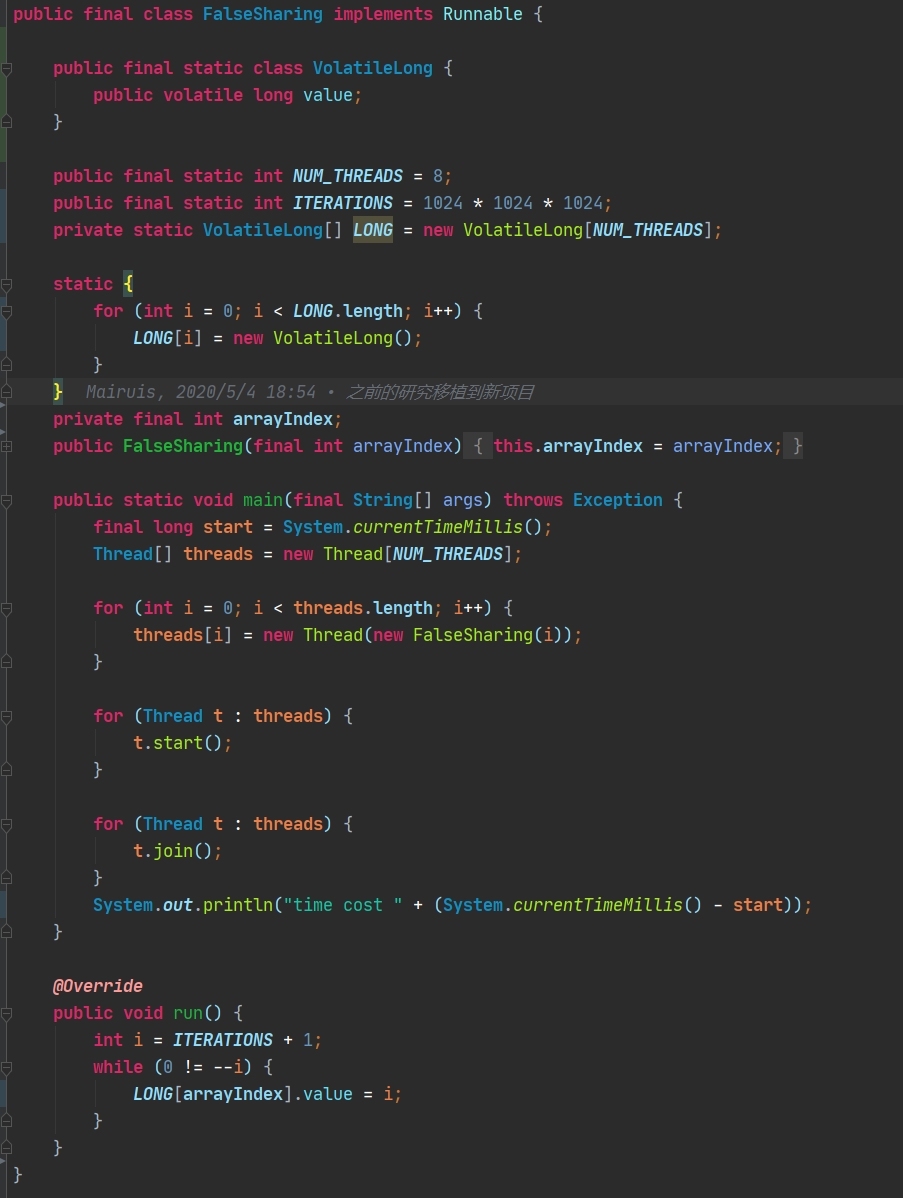 public final class FalseSharing implements Runnable {
public final static class VolatileLong {
public volatile long value;
}
public final static int NUM_THREADS = 8;
public final static int ITERATIONS = 1024 * 1024 * 1024;
private static VolatileLong[] LONG = new VolatileLong[NUM_THREADS];
static {
for (int i = 0; i < LONG.length; i++) {
LONG[i] = new VolatileLong();
}
} Mairuis, 2020/5/4 18:54 • 之前的研究移植到新项目
private final int arrayIndex;
public FalseSharing(final int arrayIndex) { this.arrayIndex = arrayIndex; }
public static void main(final String[] args) throws Exception {
final long start = System.currentTimeMillis();
Thread[] threads = new Thread[NUM_THREADS];
for (int i = 0; i < threads.length; i++) {
threads[i] = new Thread(new FalseSharing(i));
}
for (Thread t : threads) {
t.start();
}
for (Thread t : threads) {
t.join();
}
System.out.println("time cost " + (System.currentTimeMillis() - start));
}
@Override
public void run() {
int i = ITERATIONS + 1;
while (0 != --i) {
LONG[arrayIndex].value = i;
}
}
}